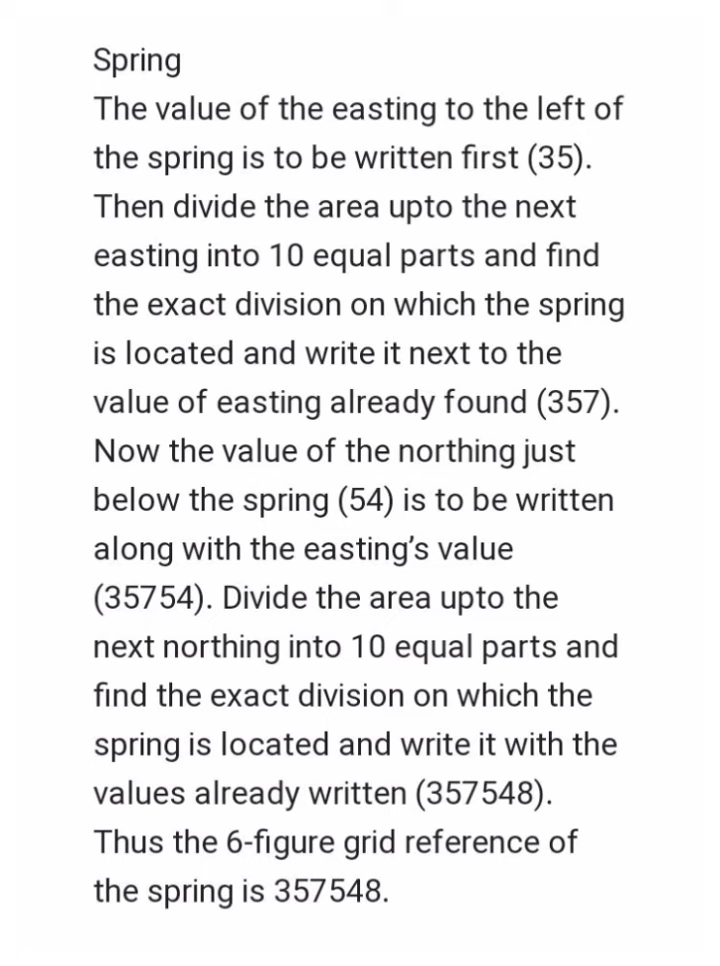 Spring
The value of the easting to the left of
the spring is to be written first (35).
Then divide the area upto the next
easting into 10 equal parts and find
the exact division on which the spring
is located and write it next to the
value of easting already found (357).
Now the value of the northing just
below the spring (54) is to be written
along with the easting’s value
(35754). Divide the area upto the
next northing into 10 equal parts and
find the exact division on which the
spring is located and write it with the
values already written (357548).
Thus the 6-figure grid reference of
the spring is 357548.